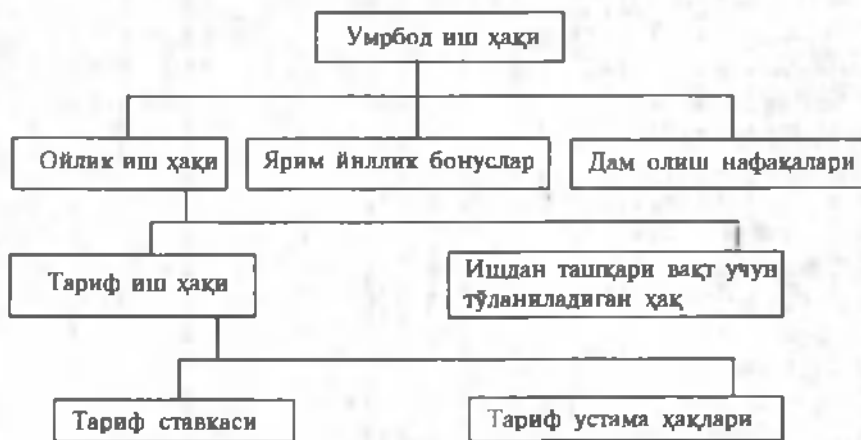 Умрбод иш ҳақи
Ойлик иш ҳақи
Ярим йиллик бонуслар
Дам олиш нафақалари
Тариф иш ҳақи
Ишдан ташқари вақт учун
тўланиладиган ҳақ
Тариф ставкаси
Тариф устама ҳақлари